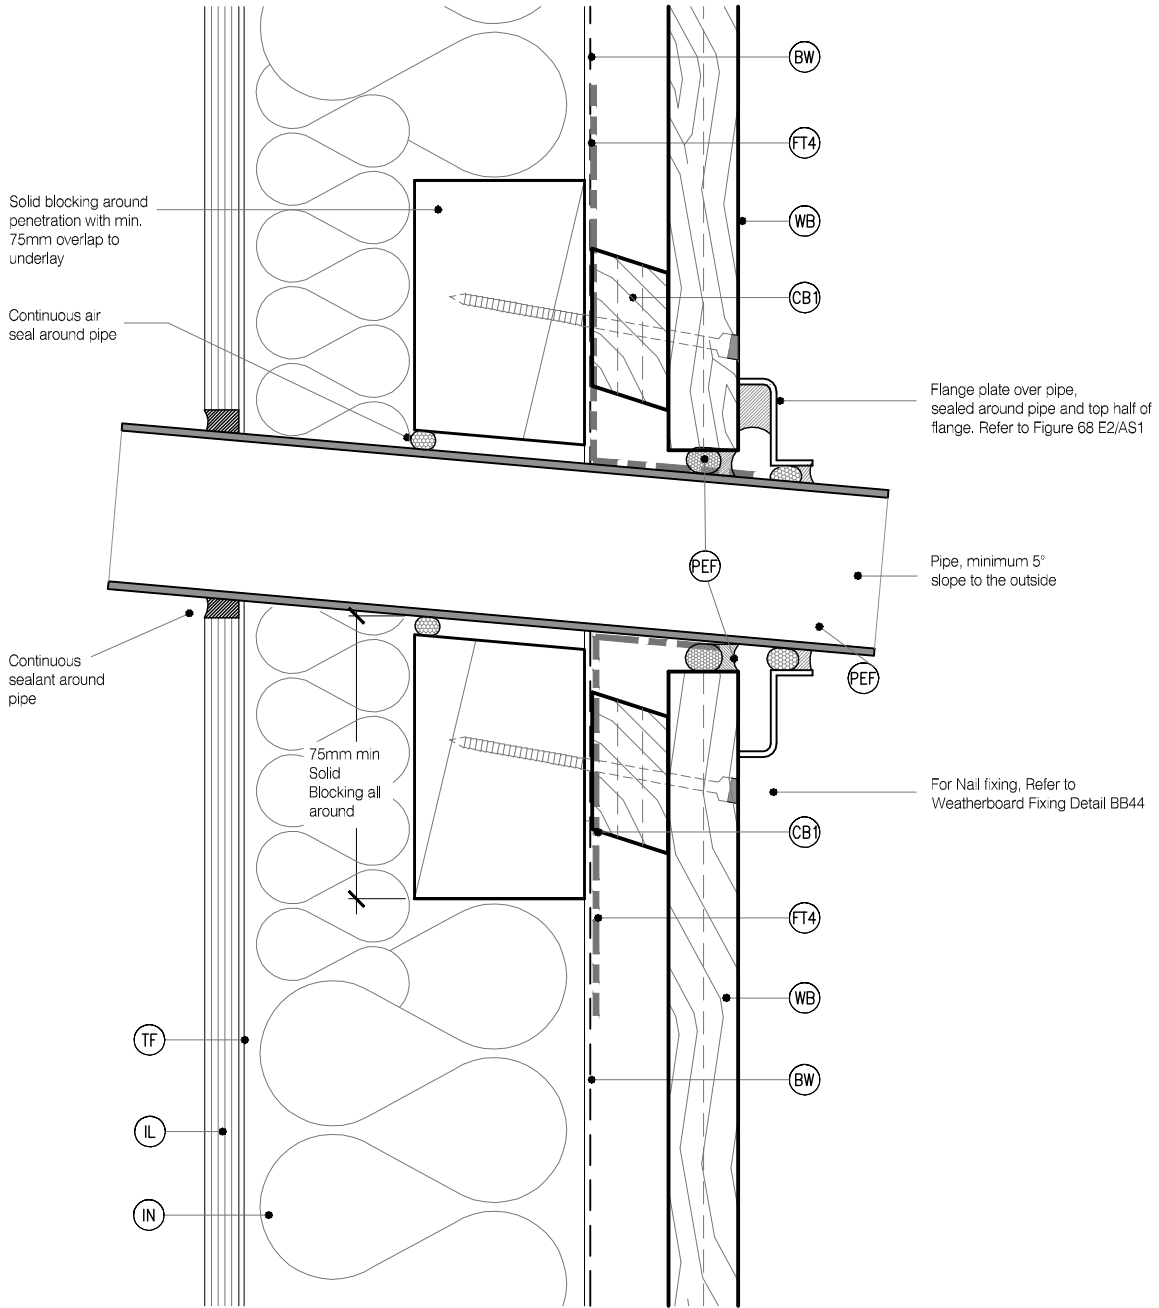 BW
FT4
Solid blocking around
penetration with min.
75mm overlap to
underlay
WB
CB1
Continuous air
seal around pipe
Flange plate over pipe,
sealed around pipe and top half of
flange. Refer to Figure 68 E2/AS1
PEF
Pipe, minimum 5°
slope to the outside
Continuous
sealant around
pipe
PEF
75mm min
Solid
Blocking all
around
For Nail fixing, Refer to
Weatherboard Fixing Detail BB44
CB1
FT4
WB
TF
BW
IL
IN